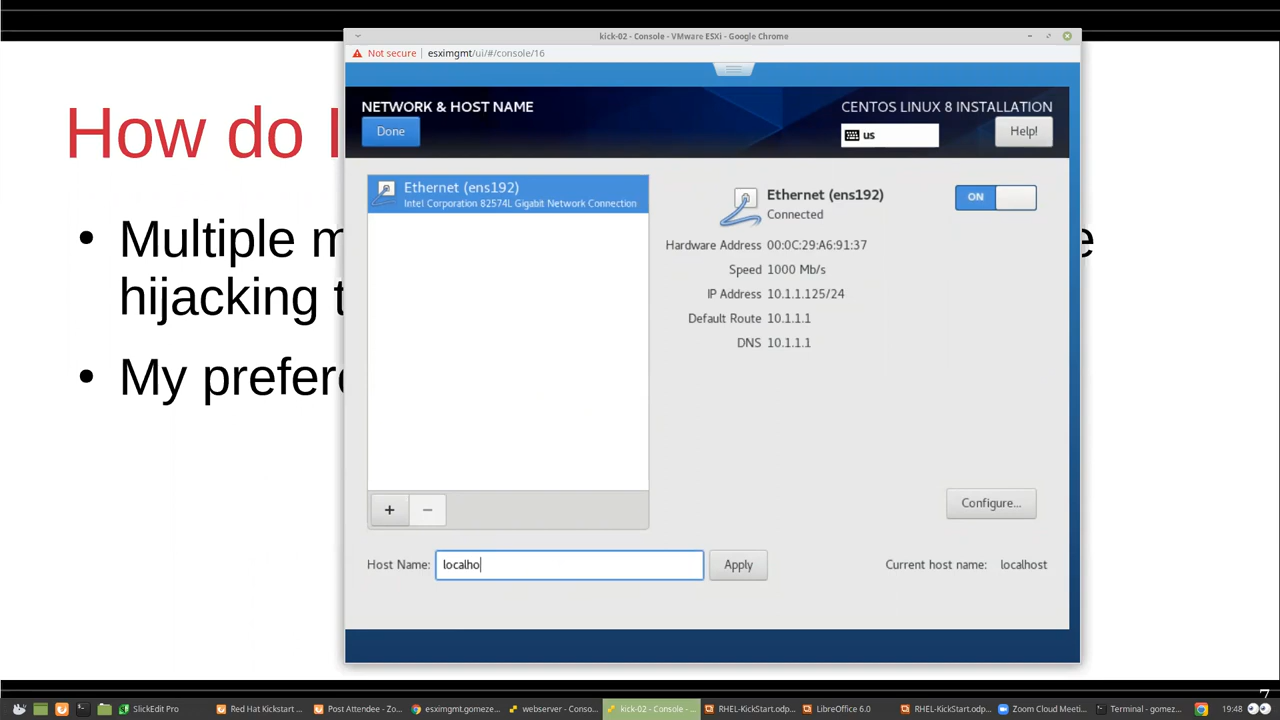 kick-02 - Console - VMware ESXi - Google Chrome
Not secure | esximgmt/ui/#/console/16
NETWORK & HOST NAME
CENTOS LINUX 8 INSTALLATION
Done
us
Help!
How do I
Ethernet (ens192)
Intel Corporation 82574L Gigabit Network Connection
Ethernet (ens192)
Connected
ON
Hardware Address 00:0C:29:A6:91:37
Speed 1000 Mb/s
IP Address 10.1.1.125/24
Default Route 10.1.1.1
DNS 10.1.1.1
• Multiple m
e
hijacking t
• My prefere
+
−
Configure...
Host Name: localho
Apply
Current host name: localhost
7
SlickEdit Pro
Red Hat Kickstart ...
Post Attendee - Zo...
esximgmt.gomeze...
webserver - Conso...
kick-02 - Console - ...
RHEL-KickStart.odp...
LibreOffice 6.0
RHEL-KickStart.odp...
Zoom Cloud Meeti...
Terminal - gomez...
19:48